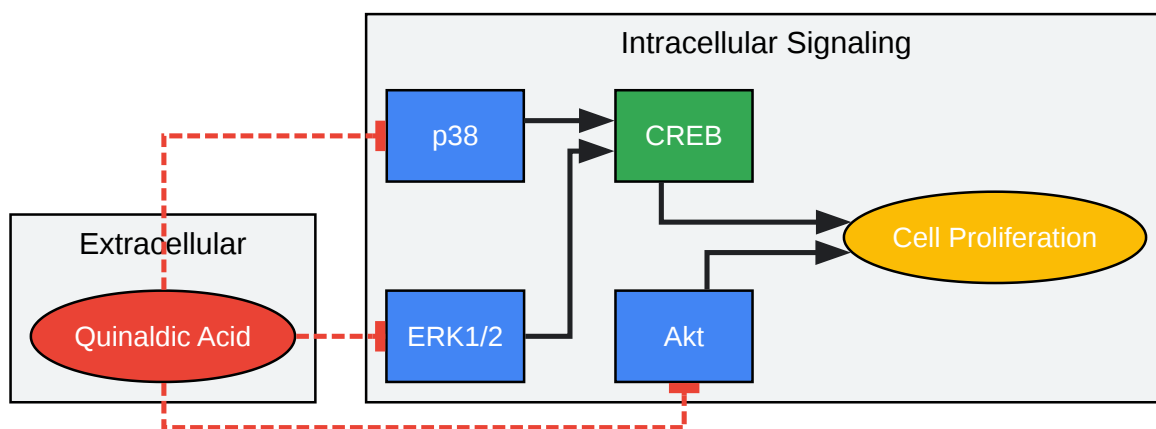 Intracellular Signaling
p38
CREB
Extracellular
Cell Proliferation
Quinaldic Acid
ERK1/2
Akt